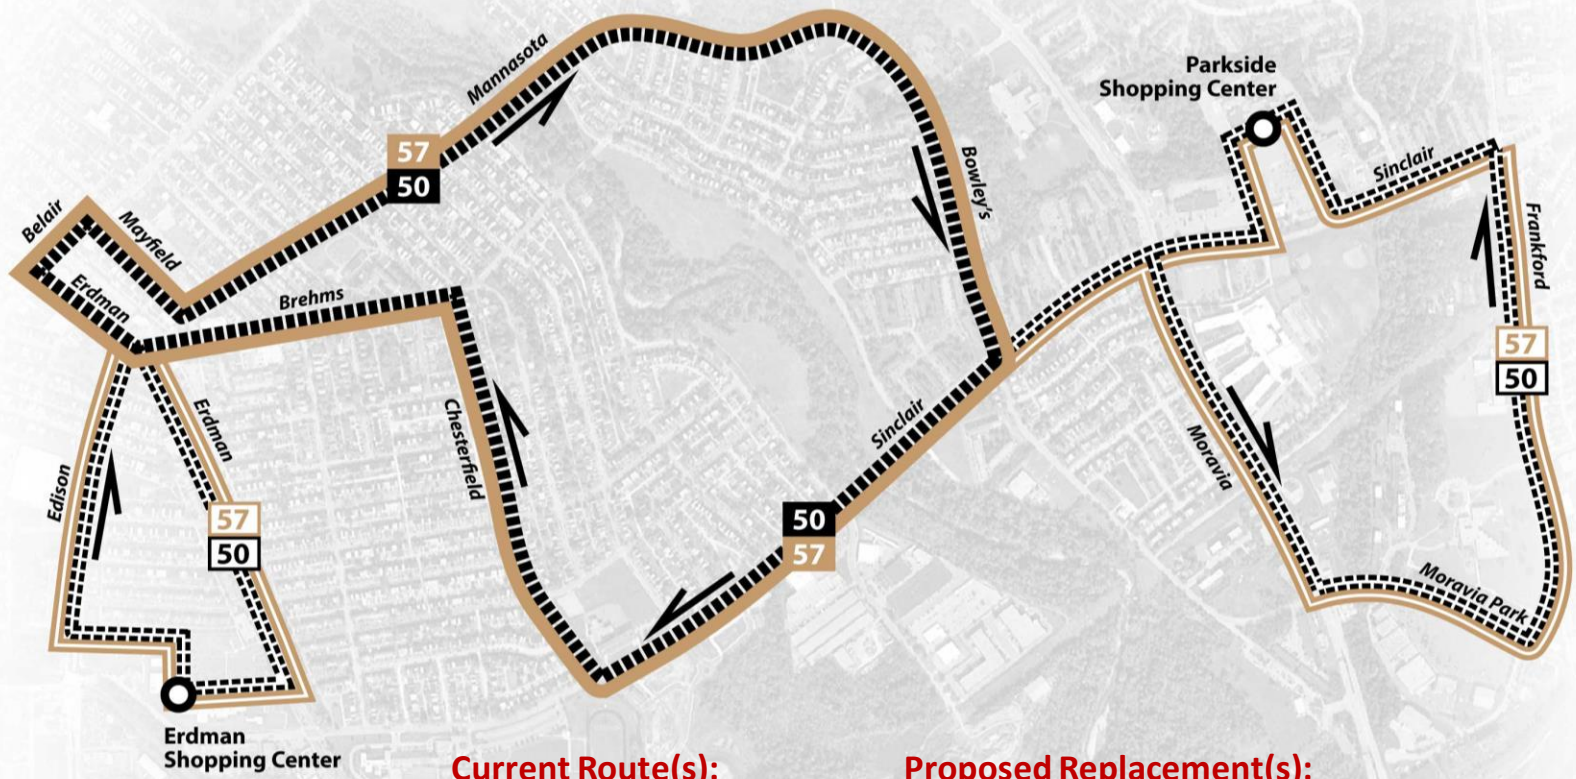 Mannasota
57
50
Belair
Mayfield
Erdman
Brehms
Bowley's
Parkside
Shopping Center
Sinclair
Frankford
57
50
Edison
Erdman
57
50
Chesterfield
Sinclair
50
57
Moravia
Moravia Park
Erdman
Shopping Center
Current Route(s):
Proposed Replacement(s):